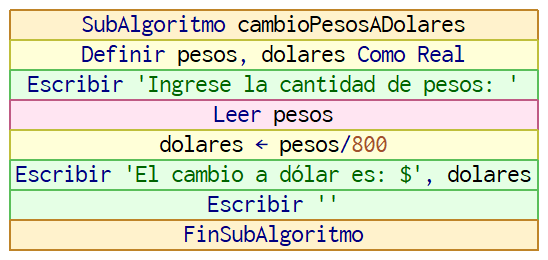 SubAlgoritmo cambioPesosADolares
Definir pesos, dolares Como Real
Escribir 'Ingrese la cantidad de pesos: '
Leer pesos
dolares ← pesos/800
Escribir 'El cambio a dólar es: $', dolares
Escribir ''
FinSubAlgoritmo